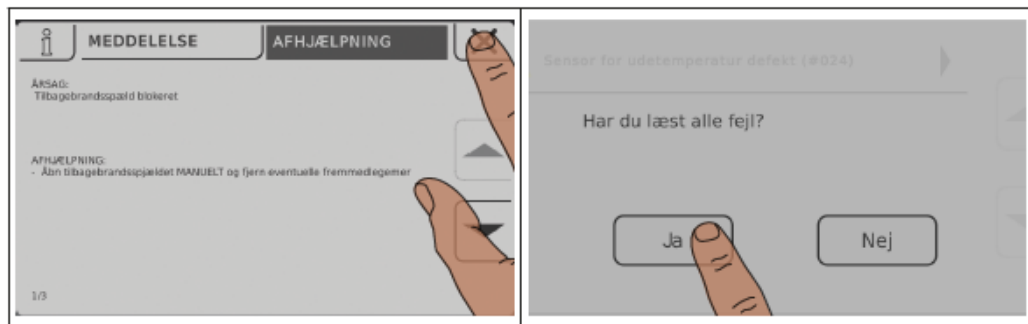 MEDDELELSE
AFHJÆLPNING
ÅRSAG:
Tilbagebrandsspæld blokeret
AFHJÆLPNING:
- Åbn tilbagebrandsspjældet MANUELT og fjern eventuelle fremmedlegemer
1/3
Sensor for udetemperatur defekt (#024)
Har du læst alle fejl?
Ja
Nej